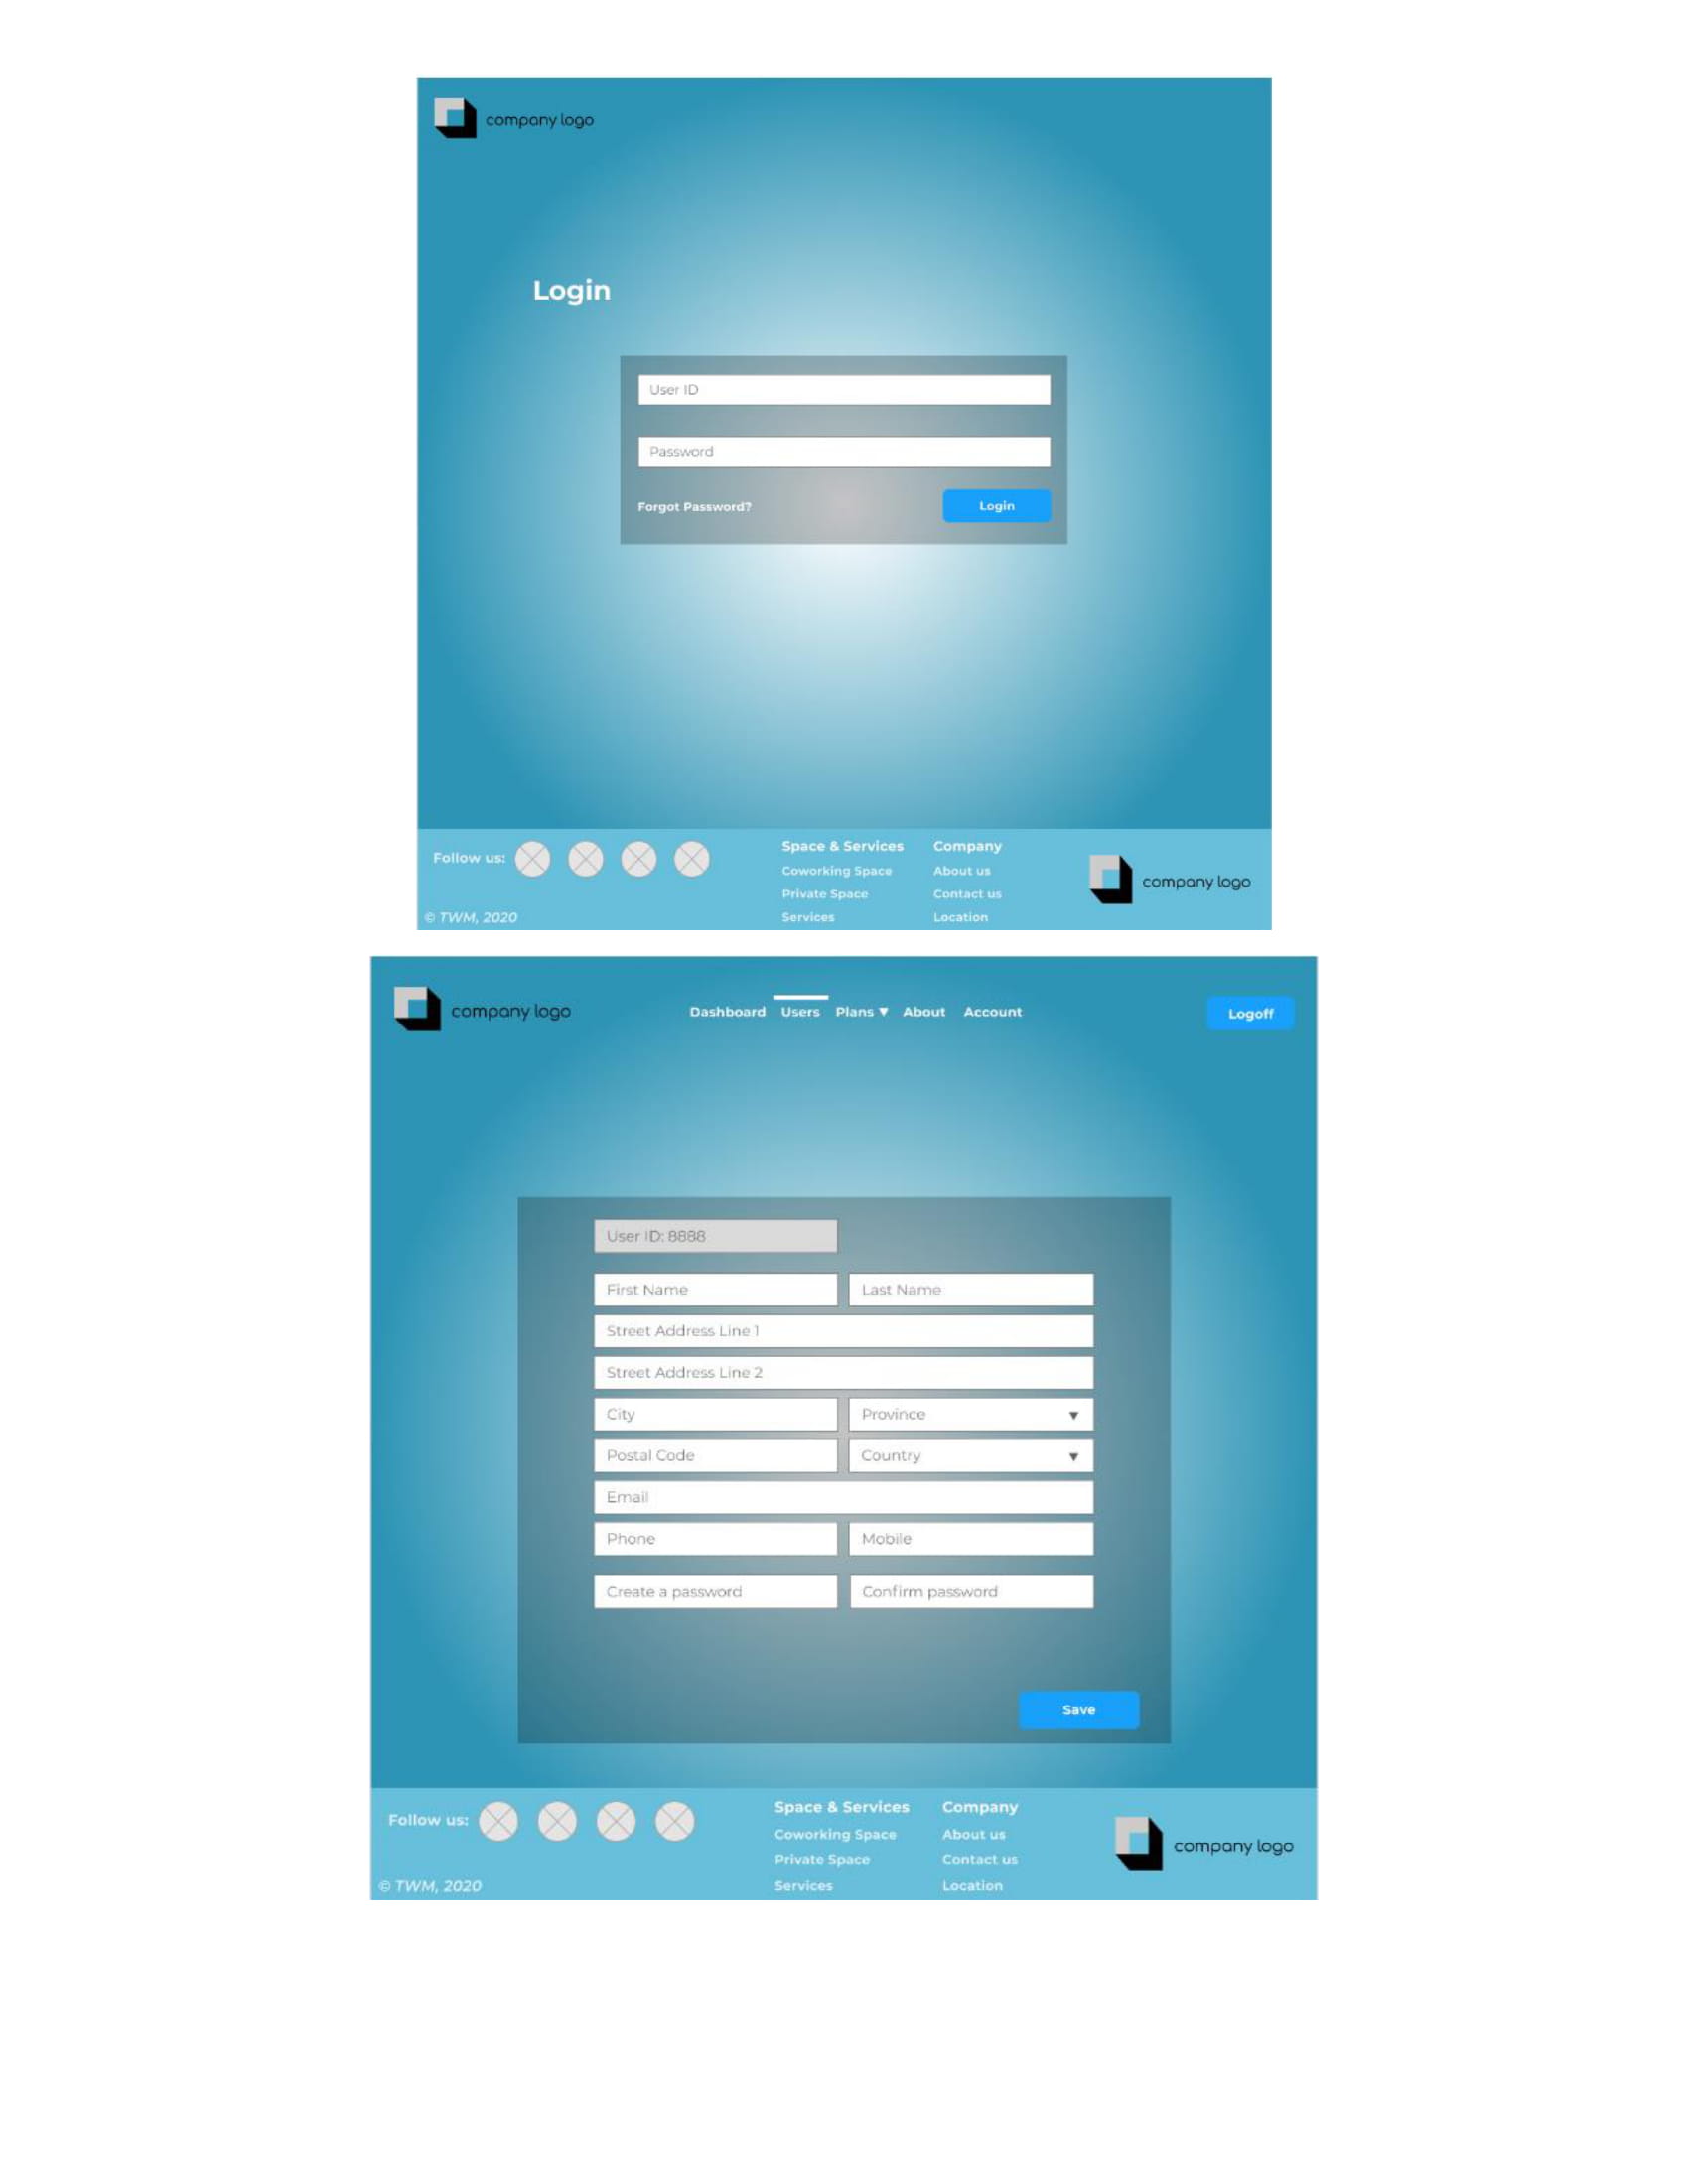 company logo
Login
User ID
Password
Forgot Password?
Login
Follow us:
© TWM, 2020
Space & Services
Coworking Space
Private Space
Services
Company
About us
Contact us
Location
company logo
company logo
Dashboard Users Plans ▼ About Account
Logoff
User ID: 8888
First Name Last Name
Street Address Line 1
Street Address Line 2
City Province ▼
Postal Code Country ▼
Email
Phone Mobile
Create a password Confirm password
Save
Follow us:
© TWM, 2020
Space & Services
Coworking Space
Private Space
Services
Company
About us
Contact us
Location
company logo